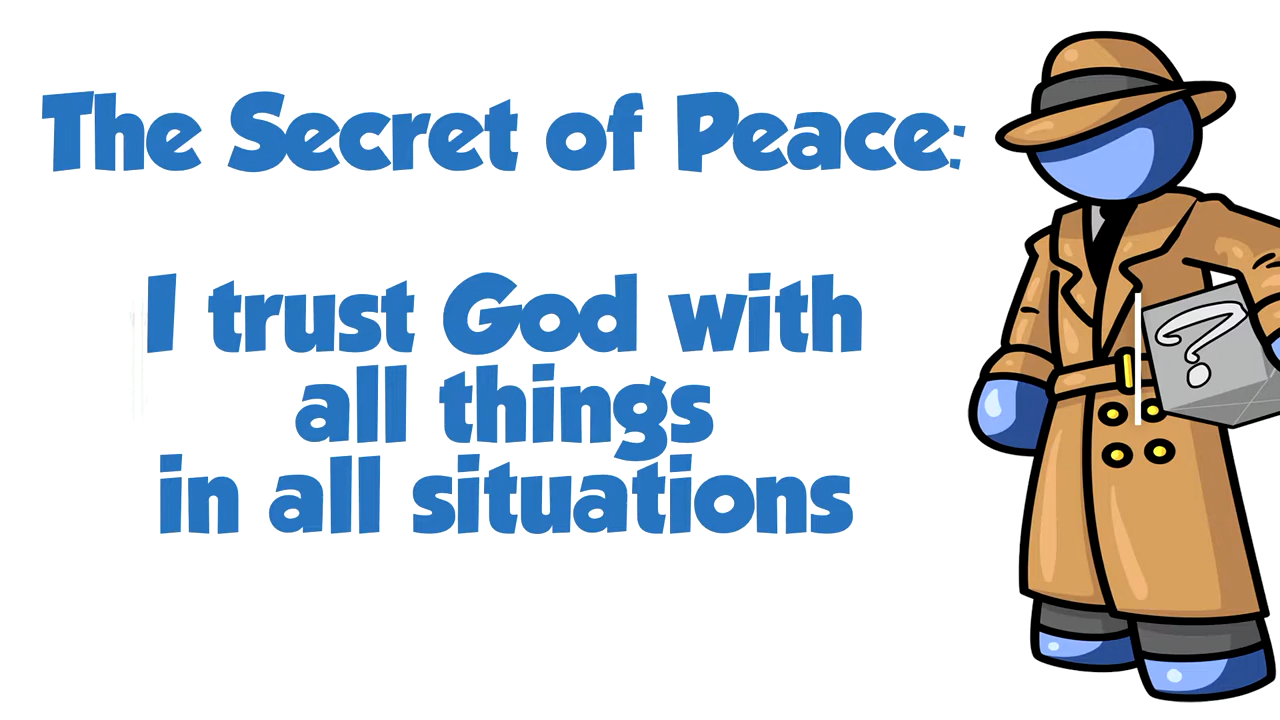 The Secret of Peace:
I trust God with
all things
in all situations
?